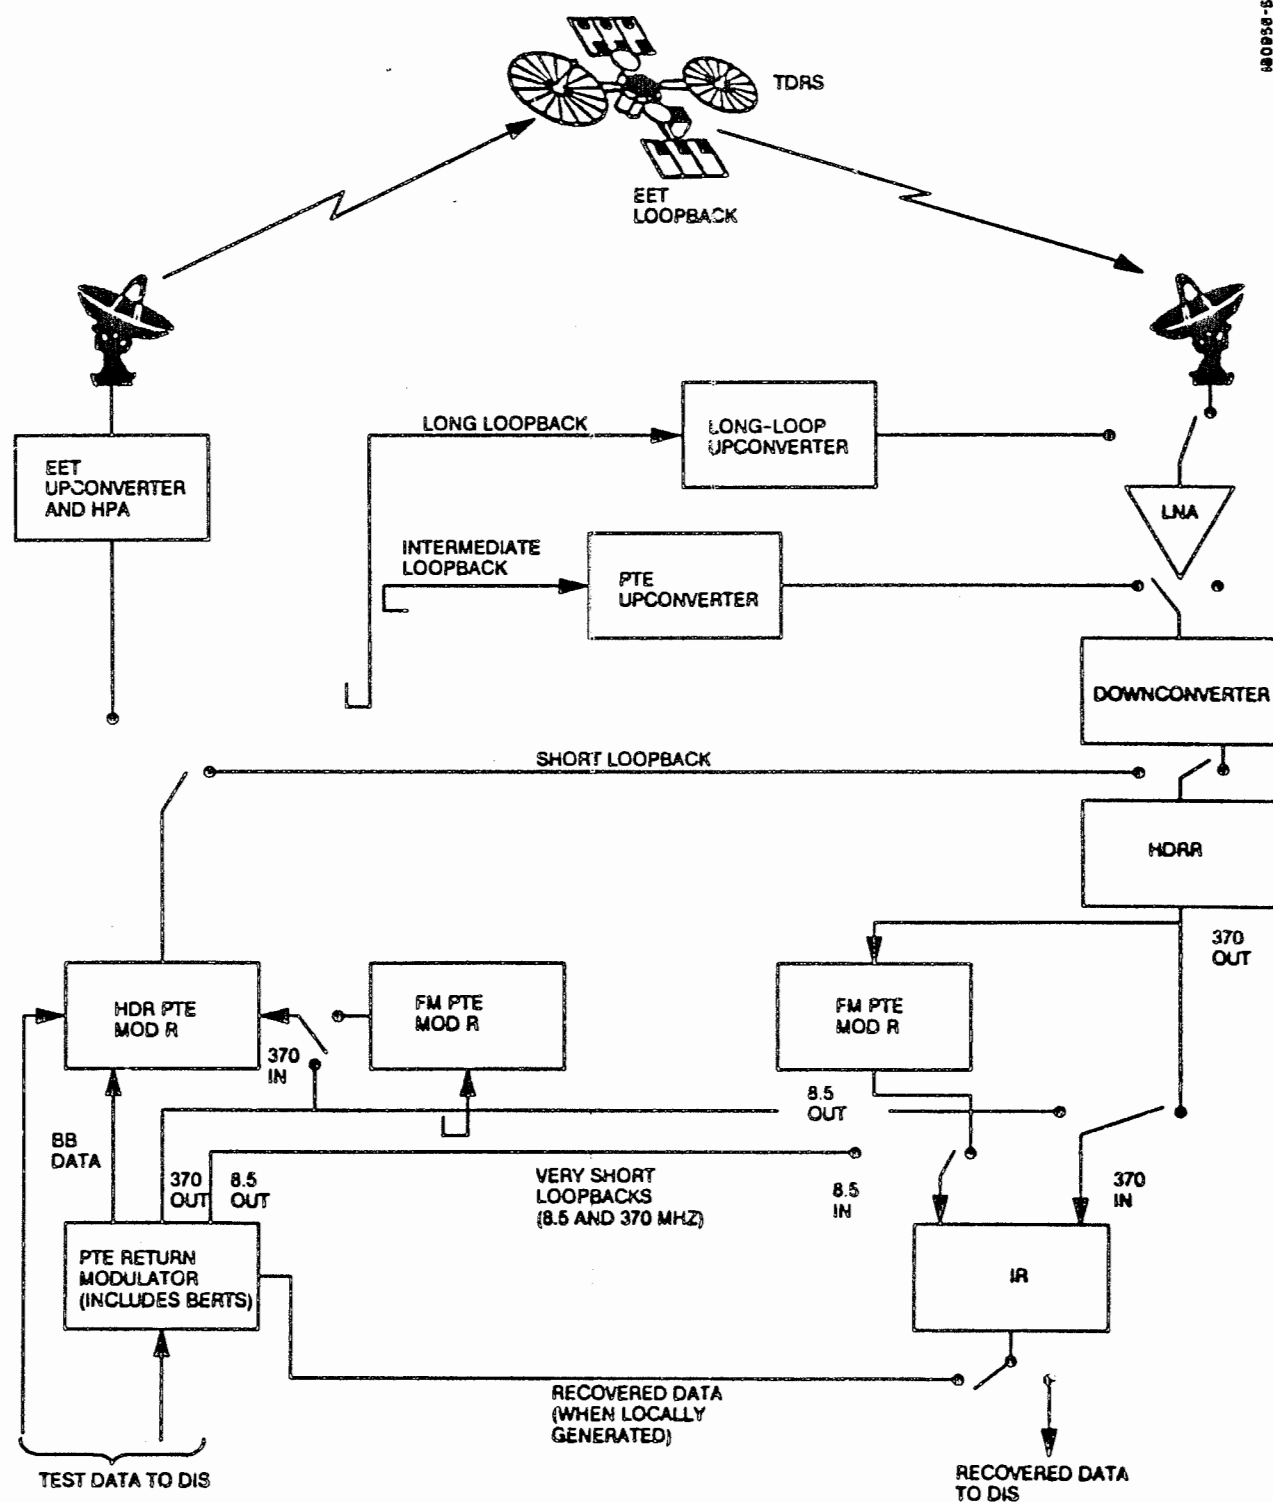 TDRS
EET
LOOPBACK
LONG LOOPBACK
LONG-LOOP
UPCONVERTER
EET
UPCONVERTER
AND HPA
LNA
INTERMEDIATE
LOOPBACK
PTE
UPCONVERTER
DOWNCONVERTER
SHORT LOOPBACK
HDRR
370
OUT
HDR PTE
MOD R
FM PTE
MOD R
FM PTE
MOD R
370
IN
8.5
OUT
BB
DATA
370
OUT
8.5
OUT
VERY SHORT
LOOPBACKS
(8.5 AND 370 MHZ)
8.5
IN
370
IN
PTE RETURN
MODULATOR
(INCLUDES BERTS)
IR
RECOVERED DATA
(WHEN LOCALLY
GENERATED)
TEST DATA TO DIS
RECOVERED DATA
TO DIS